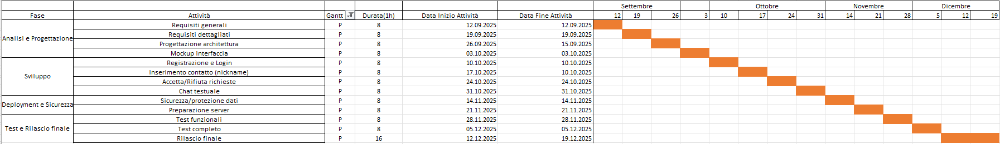 Settembre Ottobre Novembre Dicembre
Fase Attività Gantt Durata(1h) Data Inizio Attività Data Fine Attività 12 19 26 3 10 17 24 31 14 21 28 5 12 19
Analisi e Progettazione
Requisiti generali P 8 12.09.2025 12.09.2025
Requisiti dettagliati P 8 19.09.2025 19.09.2025
Progettazione architettura P 8 26.09.2025 15.09.2025
Mockup interfaccia P 8 03.10.2025 03.10.2025
Sviluppo
Registrazione e Login P 8 10.10.2025 10.10.2025
Inserimento contatto (nickname) P 8 17.10.2025 10.10.2025
Accetta/Rifiuta richieste P 8 24.10.2025 24.10.2025
Chat testuale P 8 31.10.2025 31.10.2025
Deployment e Sicurezza
Sicurezza/protezione dati P 8 14.11.2025 14.11.2025
Preparazione server P 8 21.11.2025 21.11.2025
Test e Rilascio finale
Test funzionali P 8 28.11.2025 28.11.2025
Test completo P 8 05.12.2025 05.12.2025
Rilascio finale P 16 12.12.2025 19.12.2025